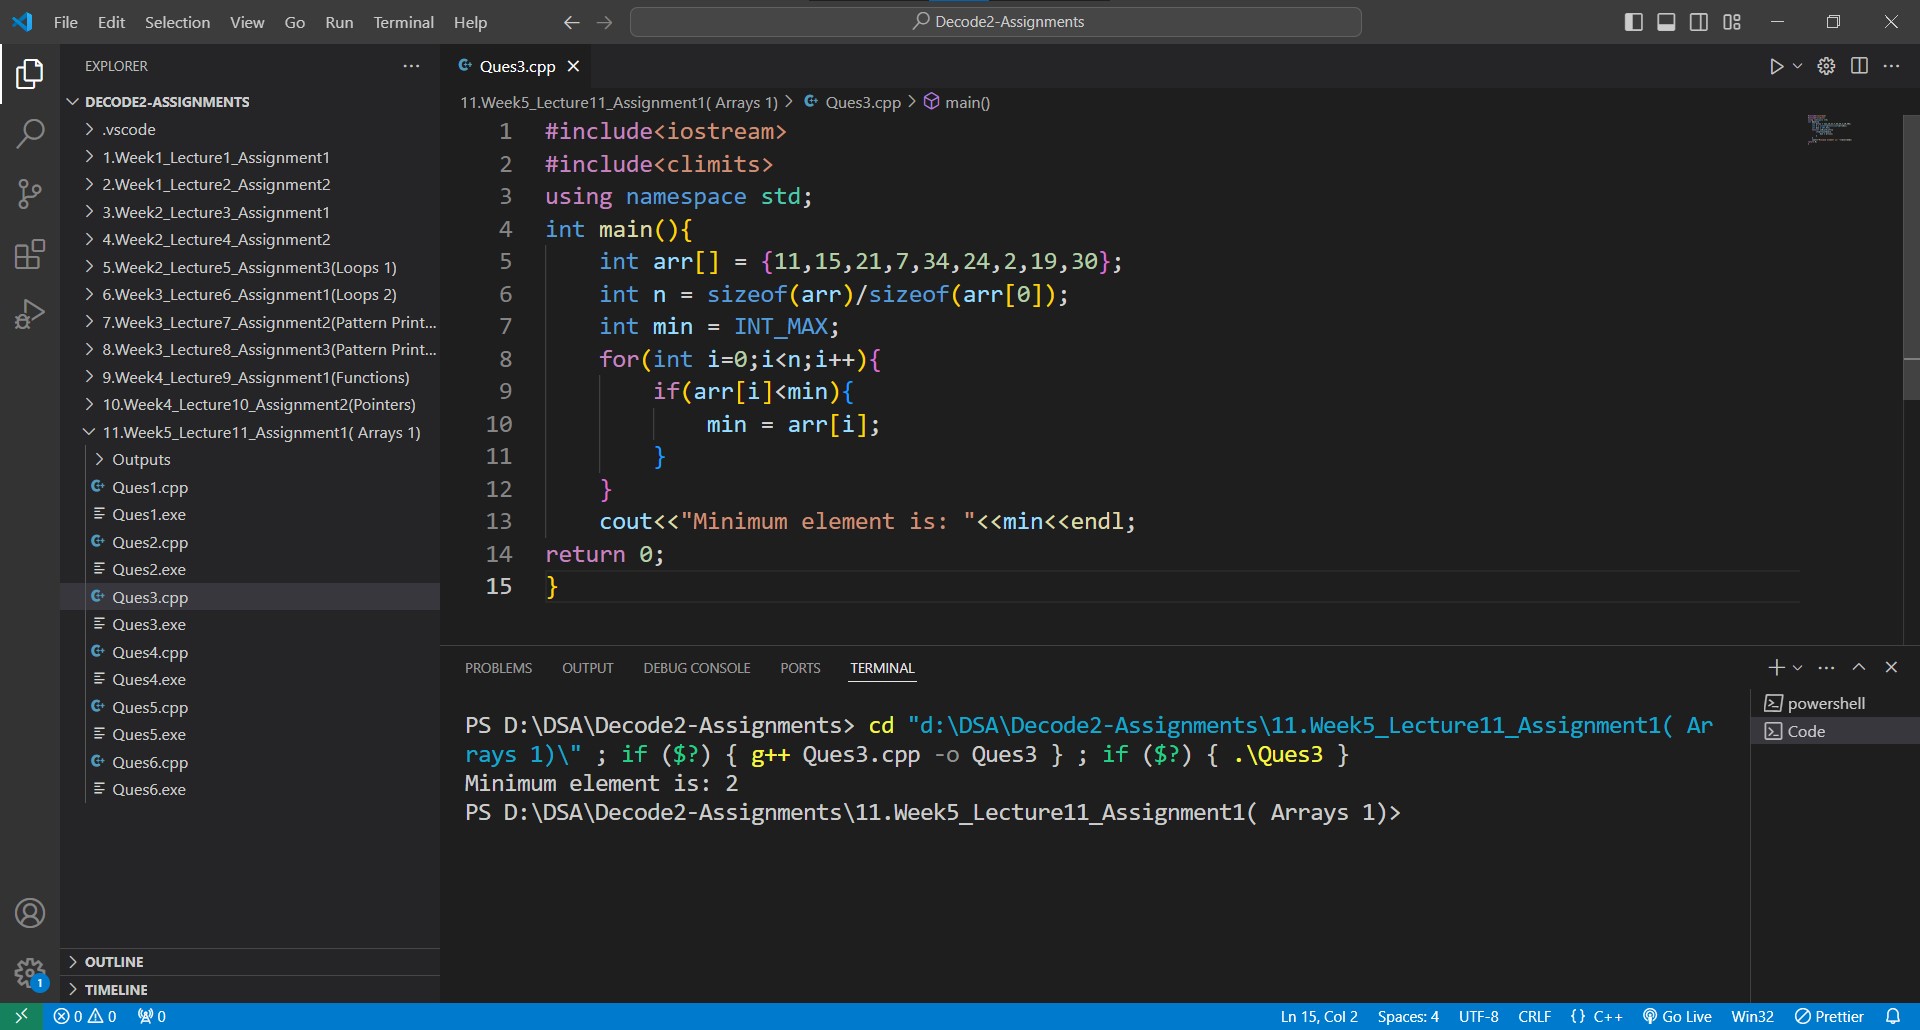 File Edit Selection View Go Run Terminal Help
Decode2-Assignments
EXPLORER
DECODE2-ASSIGNMENTS
.vscode
1.Week1_Lecture1_Assignment1
2.Week1_Lecture2_Assignment2
3.Week2_Lecture3_Assignment1
4.Week2_Lecture4_Assignment2
5.Week2_Lecture5_Assignment3(Loops 1)
6.Week3_Lecture6_Assignment1(Loops 2)
7.Week3_Lecture7_Assignment2(Pattern Print...
8.Week3_Lecture8_Assignment3(Pattern Print...
9.Week4_Lecture9_Assignment1(Functions)
10.Week4_Lecture10_Assignment2(Pointers)
11.Week5_Lecture11_Assignment1( Arrays 1)
Outputs
Ques1.cpp
Ques1.exe
Ques2.cpp
Ques2.exe
Ques3.cpp
Ques3.exe
Ques4.cpp
Ques4.exe
Ques5.cpp
Ques5.exe
Ques6.cpp
Ques6.exe
OUTLINE
TIMELINE
1
Ques3.cpp
11.Week5_Lecture11_Assignment1( Arrays 1) > Ques3.cpp > main()
1 #include<iostream>
2 #include<climits>
3 using namespace std;
4 int main(){
5 int arr[] = {11,15,21,7,34,24,2,19,30};
6 int n = sizeof(arr)/sizeof(arr[0]);
7 int min = INT_MAX;
8 for(int i=0;i<n;i++){
9 if(arr[i]<min){
10 min = arr[i];
11 }
12 }
13 cout<<"Minimum element is: "<<min<<endl;
14 return 0;
15 }
PROBLEMS OUTPUT DEBUG CONSOLE PORTS TERMINAL
PS D:\DSA\Decode2-Assignments> cd "d:\DSA\Decode2-Assignments\11.Week5_Lecture11_Assignment1( Ar
rays 1)\" ; if ($?) { g++ Ques3.cpp -o Ques3 } ; if ($?) { .\Ques3 }
Minimum element is: 2
PS D:\DSA\Decode2-Assignments\11.Week5_Lecture11_Assignment1( Arrays 1)>
powershell
Code
0 0 0 Ln 15, Col 2 Spaces: 4 UTF-8 CRLF {} C++ Go Live Win32 Prettier